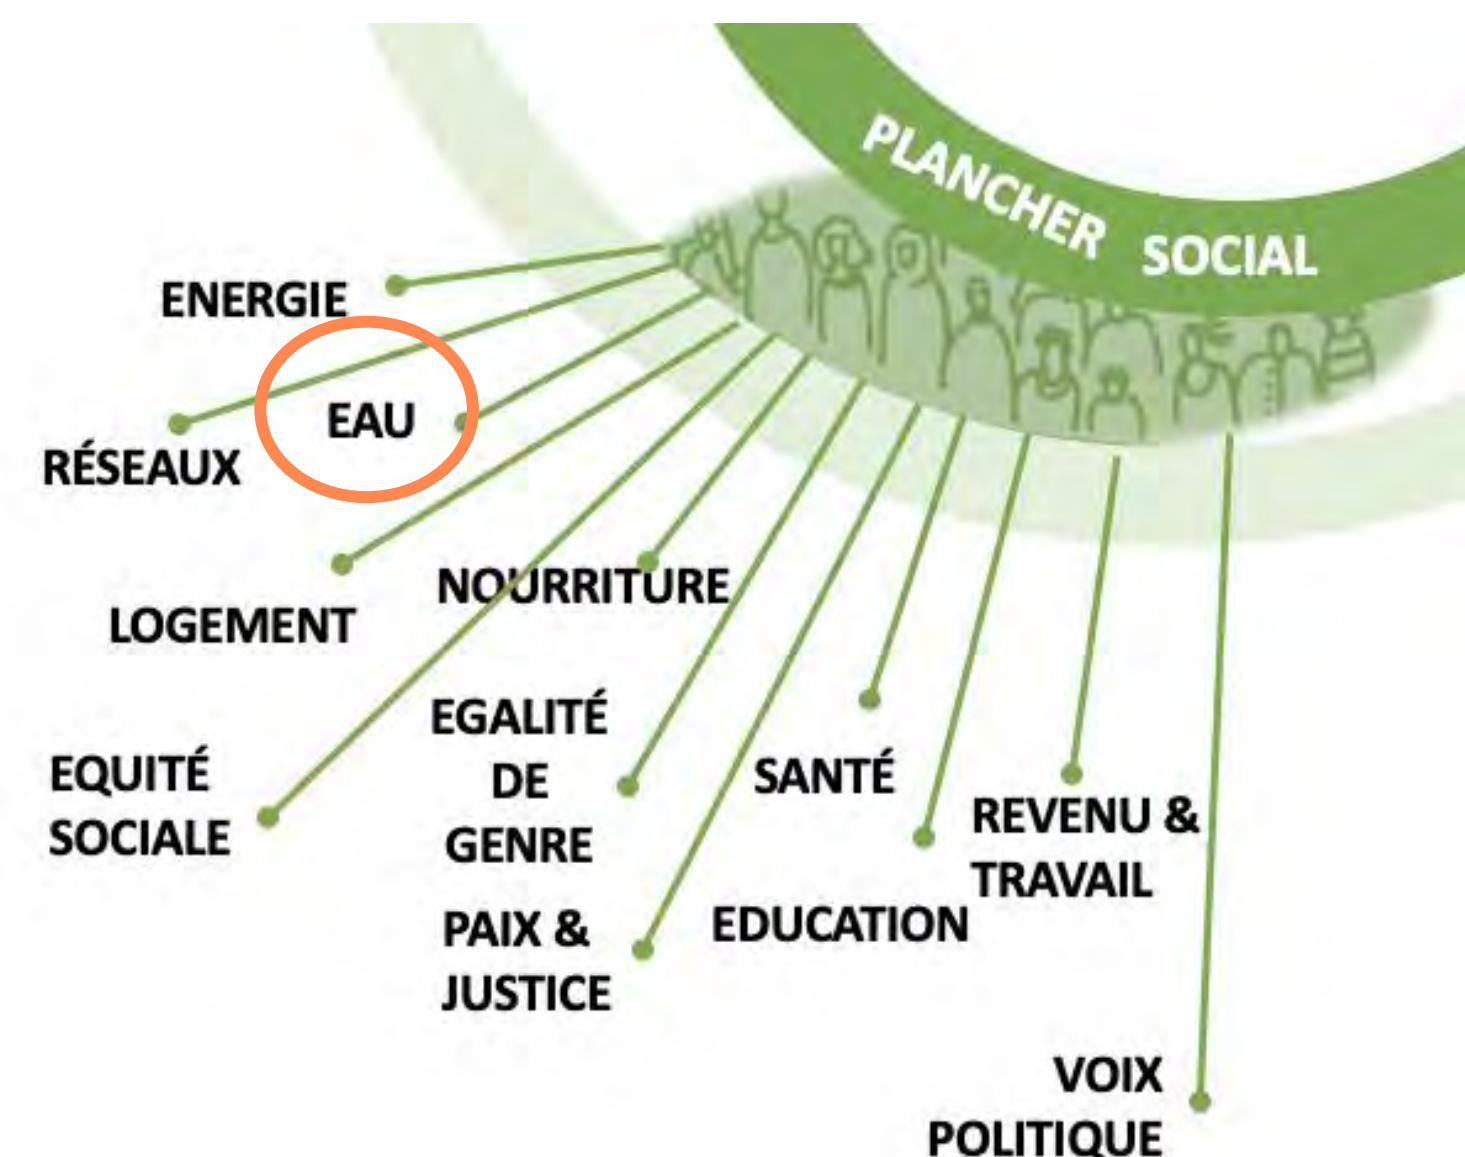 PLANCHER SOCIAL
ENERGIE
EAU
RÉSEAUX
NOURRITURE
LOGEMENT
EGALITÉ
DE
GENRE
EQUITÉ
SOCIALE
SANTÉ
REVENU &
TRAVAIL
PAIX &
JUSTICE
EDUCATION
VOIX
POLITIQUE